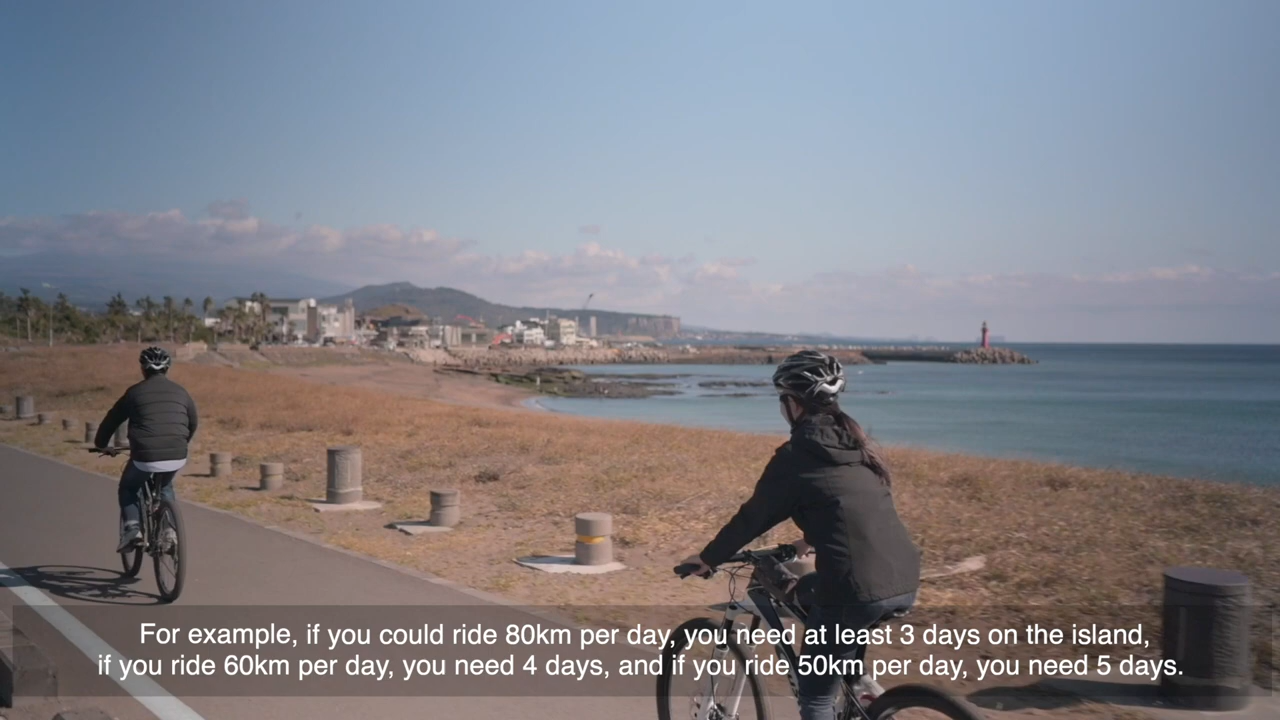 For example, if you could ride 80km per day, you need at least 3 days on the island,
if you ride 60km per day, you need 4 days, and if you ride 50km per day, you need 5 days.